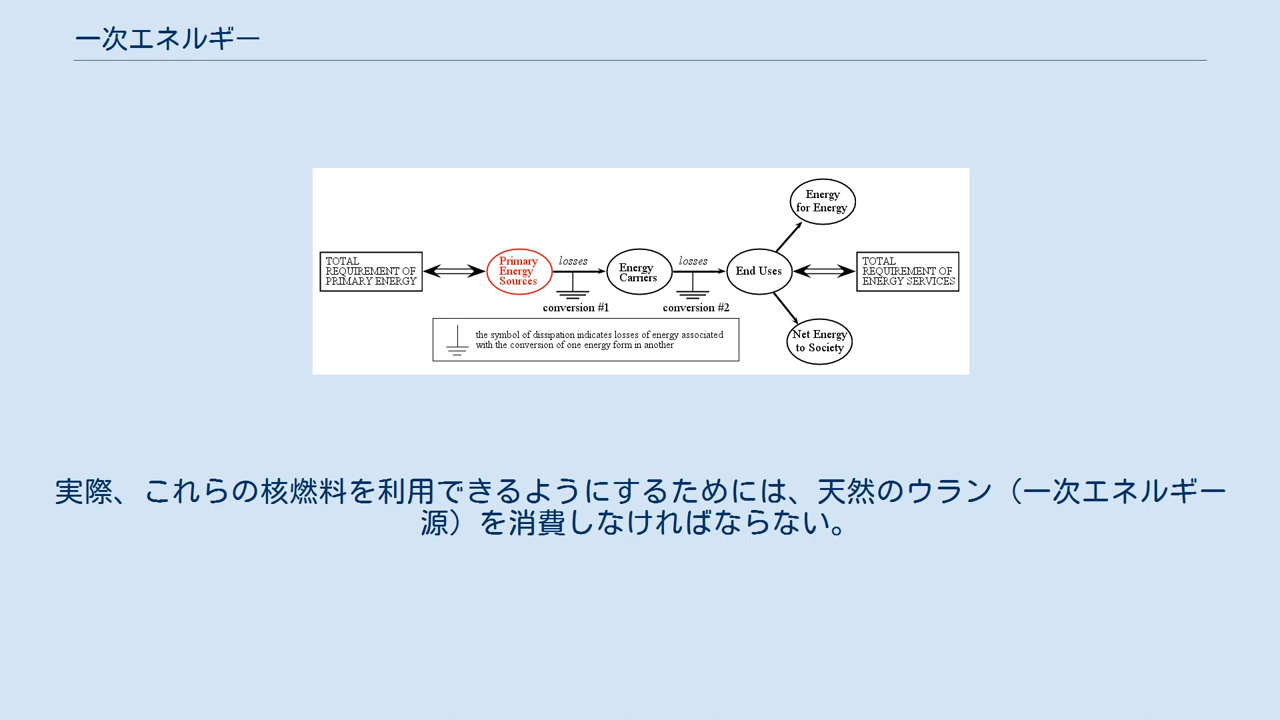 一次エネルギー
Energy
for Energy
TOTAL
REQUIREMENT OF
PRIMARY ENERGY
Primary
Energy
Sources
losses
conversion #1
Energy
Carriers
losses
conversion #2
End Uses
TOTAL
REQUIREMENT OF
ENERGY SERVICES
Net Energy
to Society
the symbol of dissipation indicates losses of energy associated
with the conversion of one energy form in another
実際、これらの核燃料を利用できるようにするためには、天然のウラン（一次エネルギー
源）を消費しなければならない。